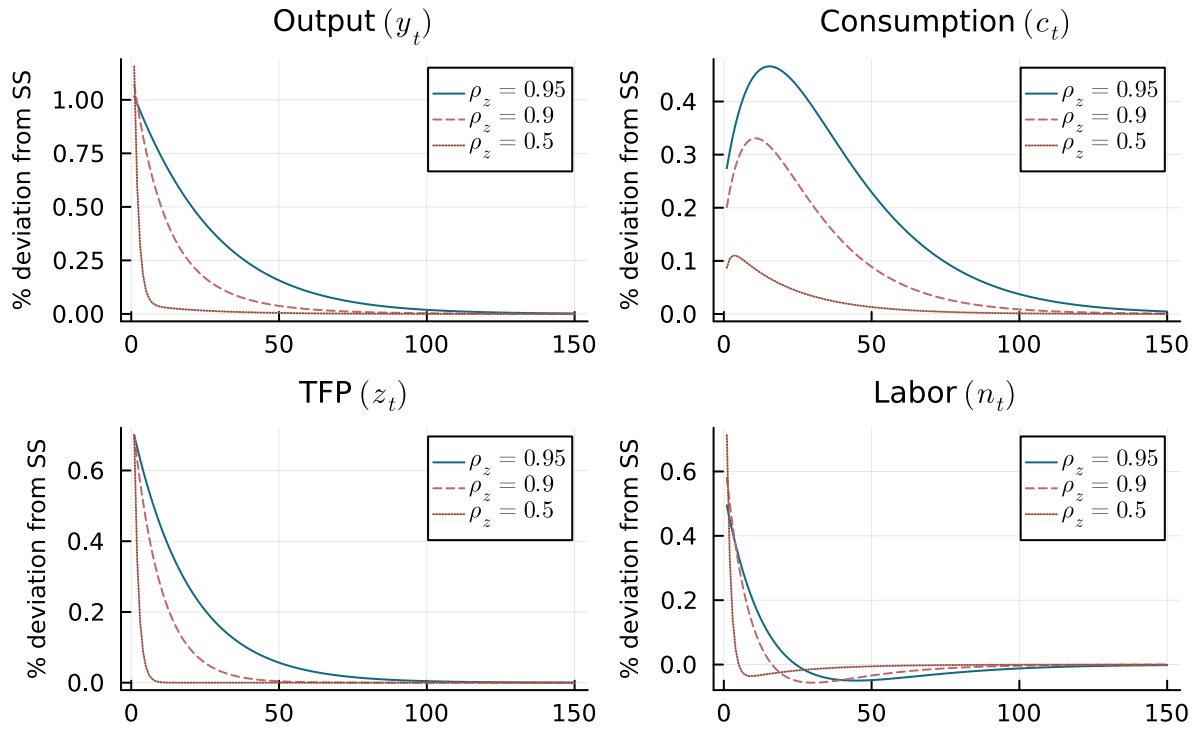 Output (y_t)
% deviation from SS
1.00
0.75
0.50
0.25
0.00
0
50
100
150
ρ_z = 0.95
ρ_z = 0.9
ρ_z = 0.5
Consumption (c_t)
% deviation from SS
0.4
0.3
0.2
0.1
0.0
0
50
100
150
ρ_z = 0.95
ρ_z = 0.9
ρ_z = 0.5
TFP (z_t)
% deviation from SS
0.6
0.4
0.2
0.0
0
50
100
150
ρ_z = 0.95
ρ_z = 0.9
ρ_z = 0.5
Labor (n_t)
% deviation from SS
0.6
0.4
0.2
0.0
0
50
100
150
ρ_z = 0.95
ρ_z = 0.9
ρ_z = 0.5